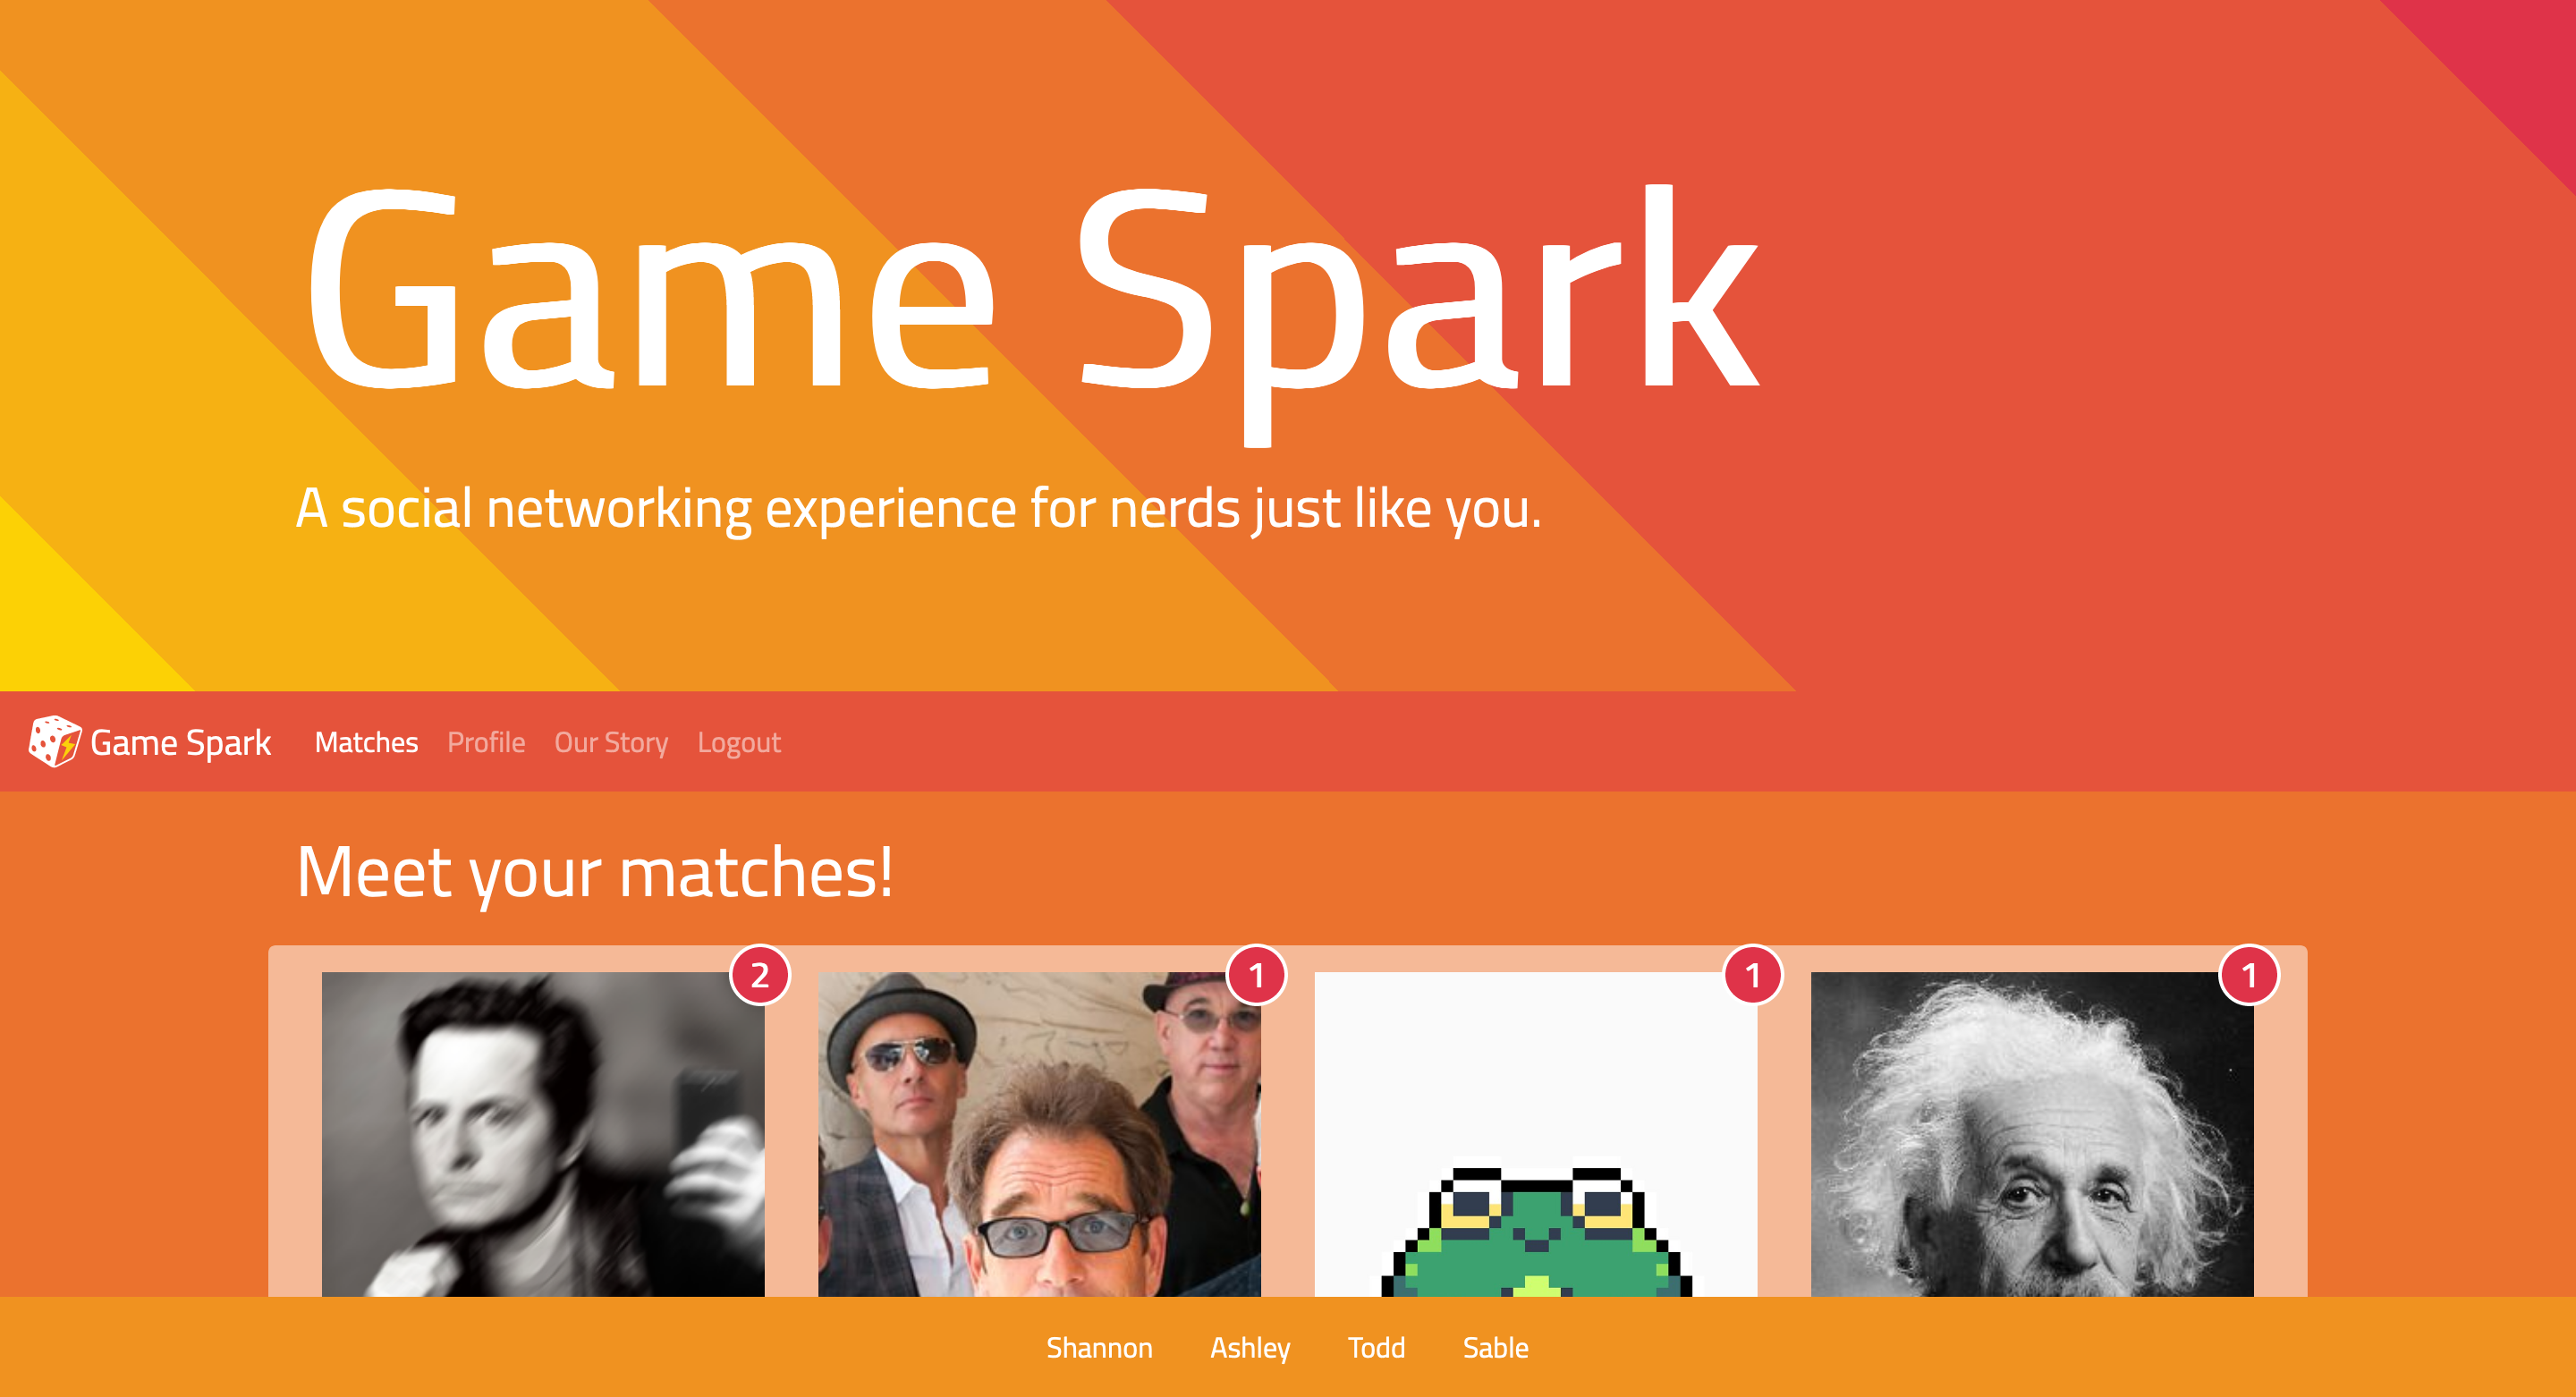 Game Spark
A social networking experience for nerds just like you.
Game Spark Matches Profile Our Story Logout
Meet your matches!
2 1 1 1
Shannon Ashley Todd Sable